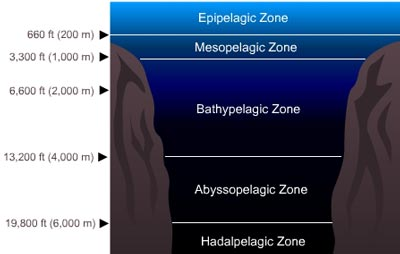 Epipelagic Zone
660 ft (200 m)
Mesopelagic Zone
3,300 ft (1,000 m)
6,600 ft (2,000 m)
Bathypelagic Zone
13,200 ft (4,000 m)
Abyssopelagic Zone
19,800 ft (6,000 m)
Hadalpelagic Zone